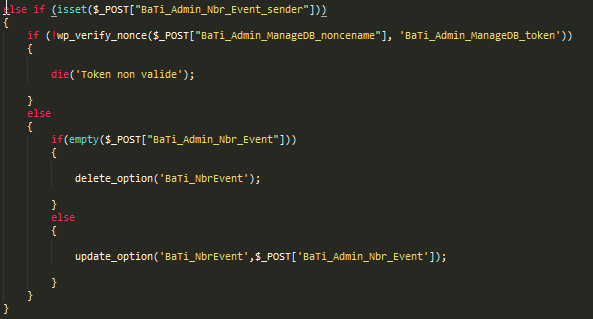 else if (isset($_POST["BaTi_Admin_Nbr_Event_sender"]))
{
if (!wp_verify_nonce($_POST["BaTi_Admin_ManageDB_noncename"], 'BaTi_Admin_ManageDB_token'))
{
die('Token non valide');
}
else
{
if(empty($_POST["BaTi_Admin_Nbr_Event"]))
{
delete_option('BaTi_NbrEvent');
}
else
{
update_option('BaTi_NbrEvent',$_POST['BaTi_Admin_Nbr_Event']);
}
}
}